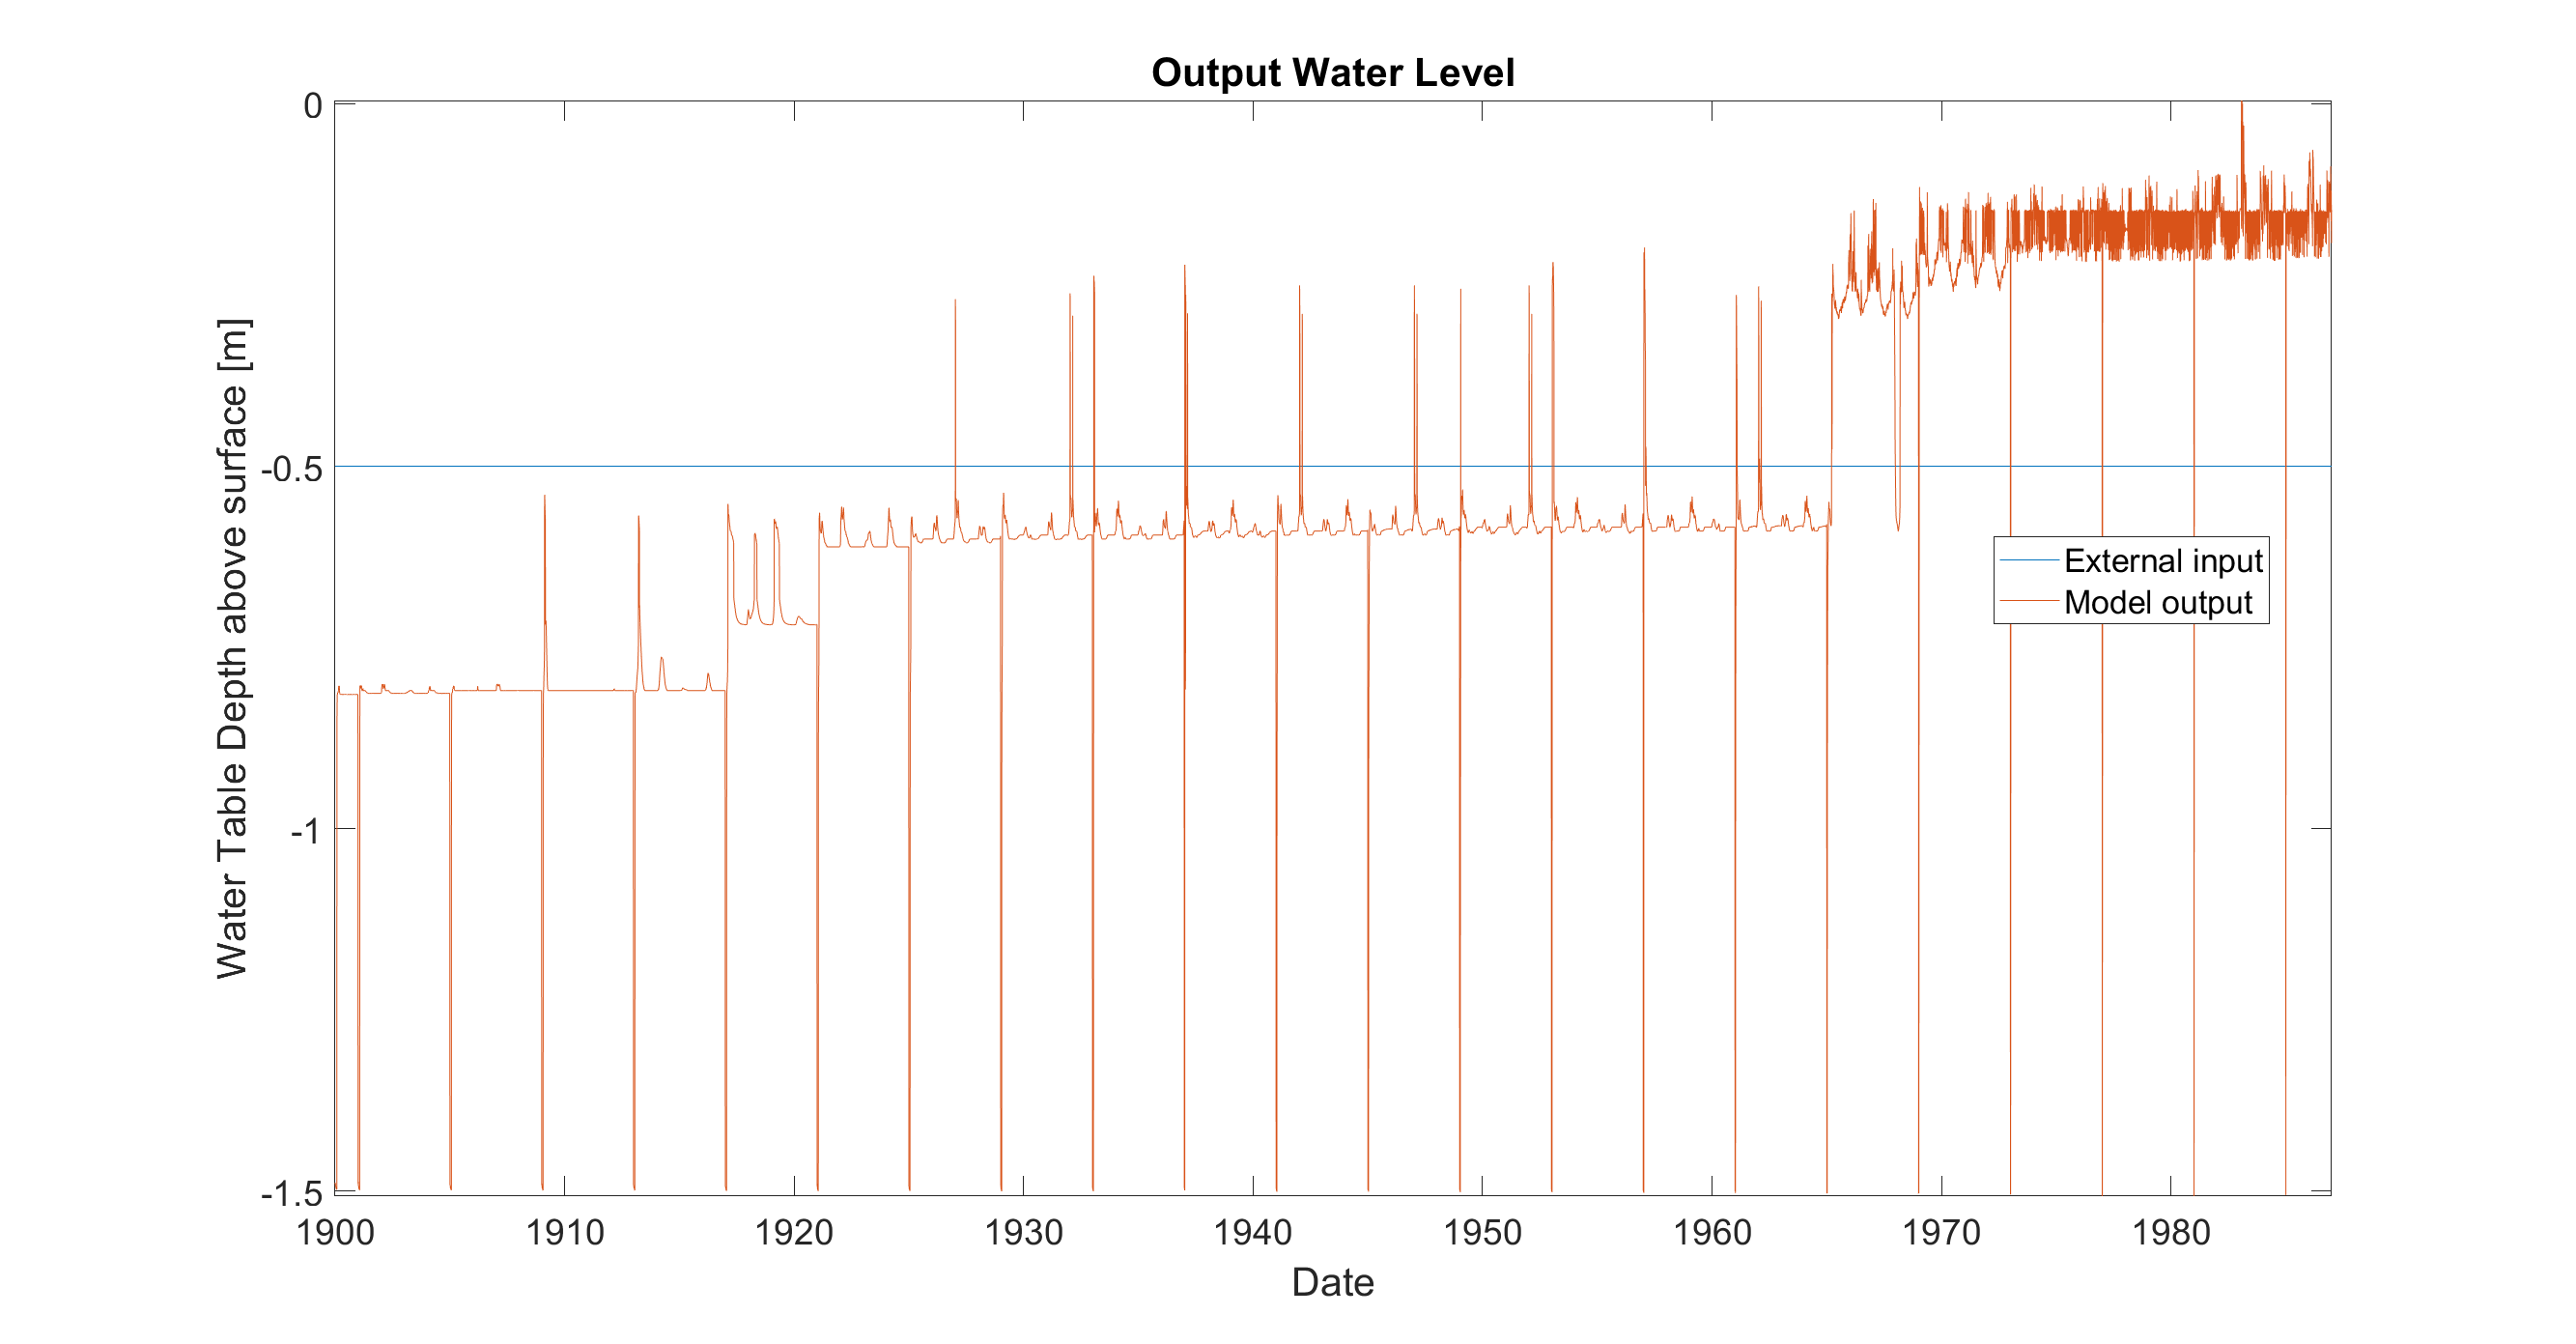 Output Water Level
Water Table Depth above surface [m]
0
-0.5
-1
-1.5
1900
1910
1920
1930
1940
1950
1960
1970
1980
Date
External input
Model output